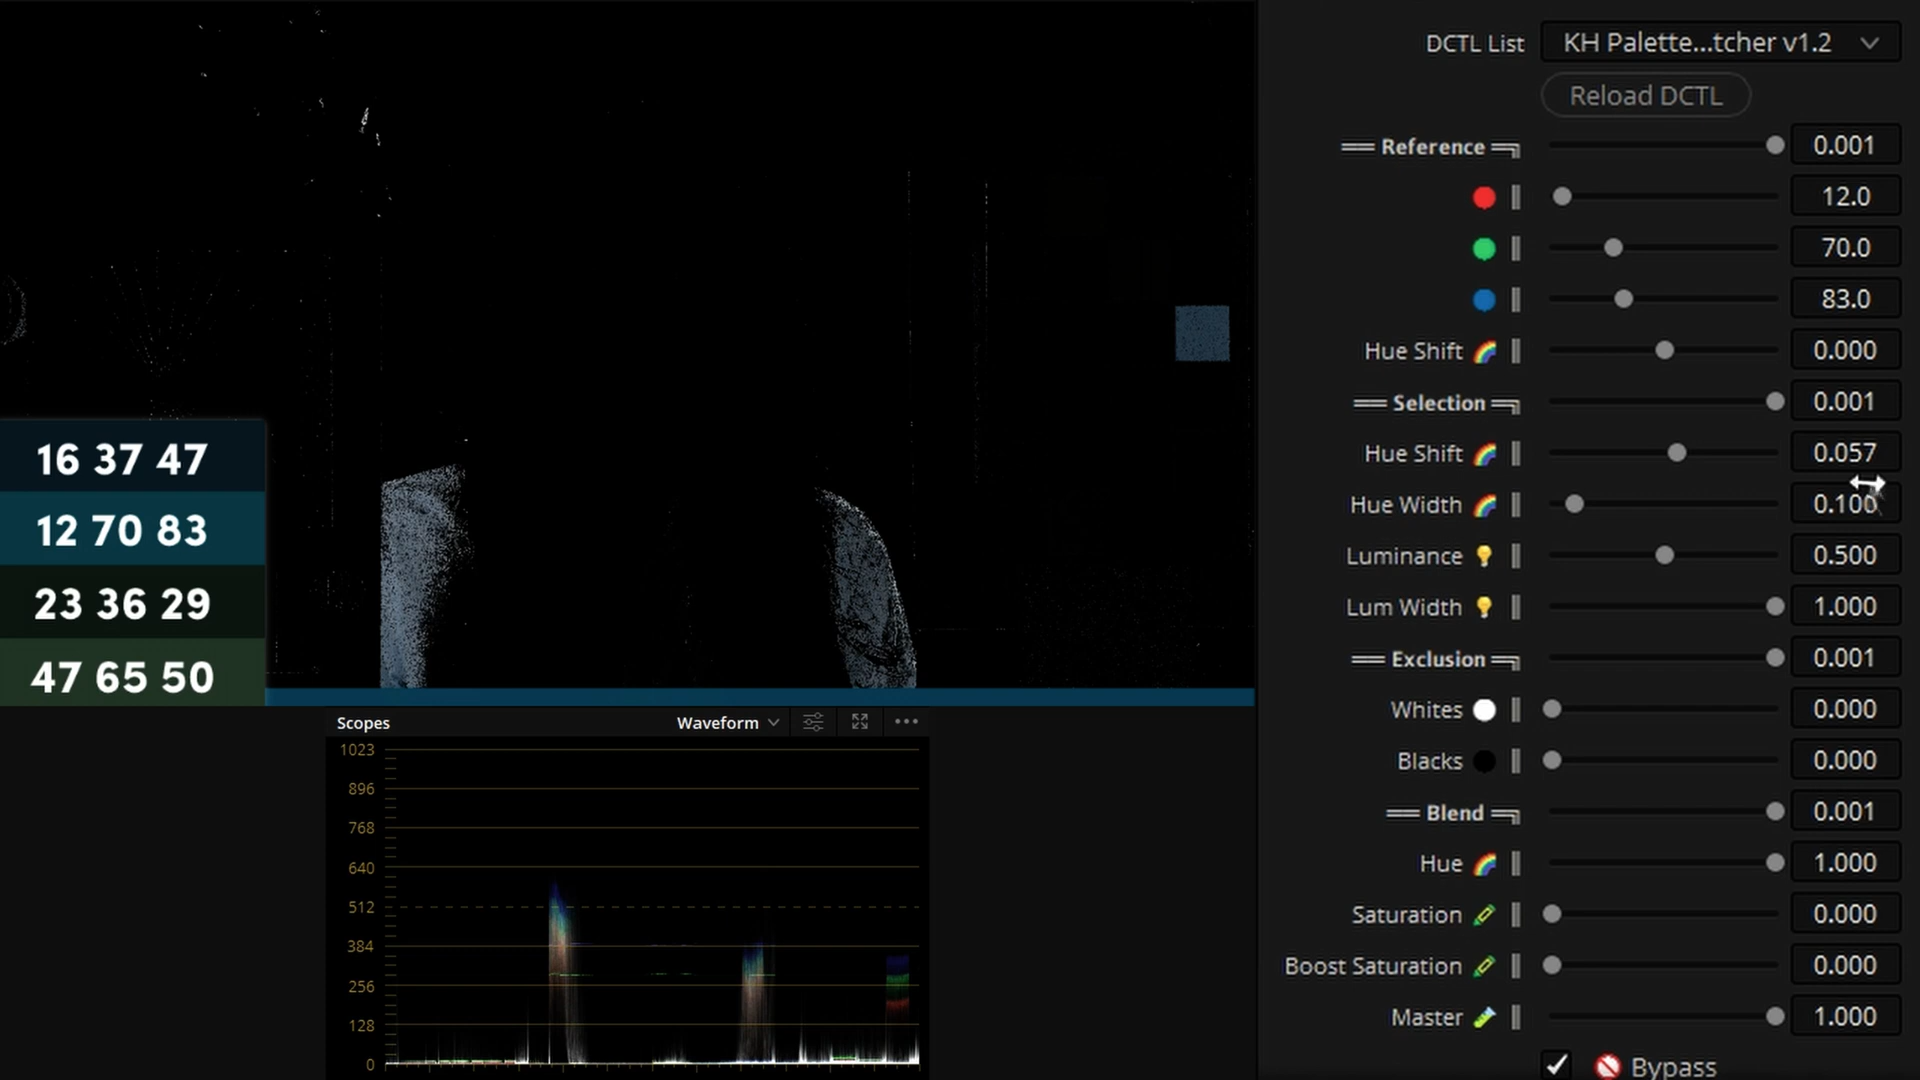 16 37 47
12 70 83
23 36 29
47 65 50
Scopes
Waveform
1023
896
768
640
512
384
256
128
0
DCTL List KH Palette...tcher v1.2
Reload DCTL
Reference 0.001
12.0
70.0
83.0
Hue Shift 0.000
Selection 0.001
Hue Shift 0.057
Hue Width 0.100
Luminance 0.500
Lum Width 1.000
Exclusion 0.001
Whites 0.000
Blacks 0.000
Blend 0.001
Hue 1.000
Saturation 0.000
Boost Saturation 0.000
Master 1.000
Bypass